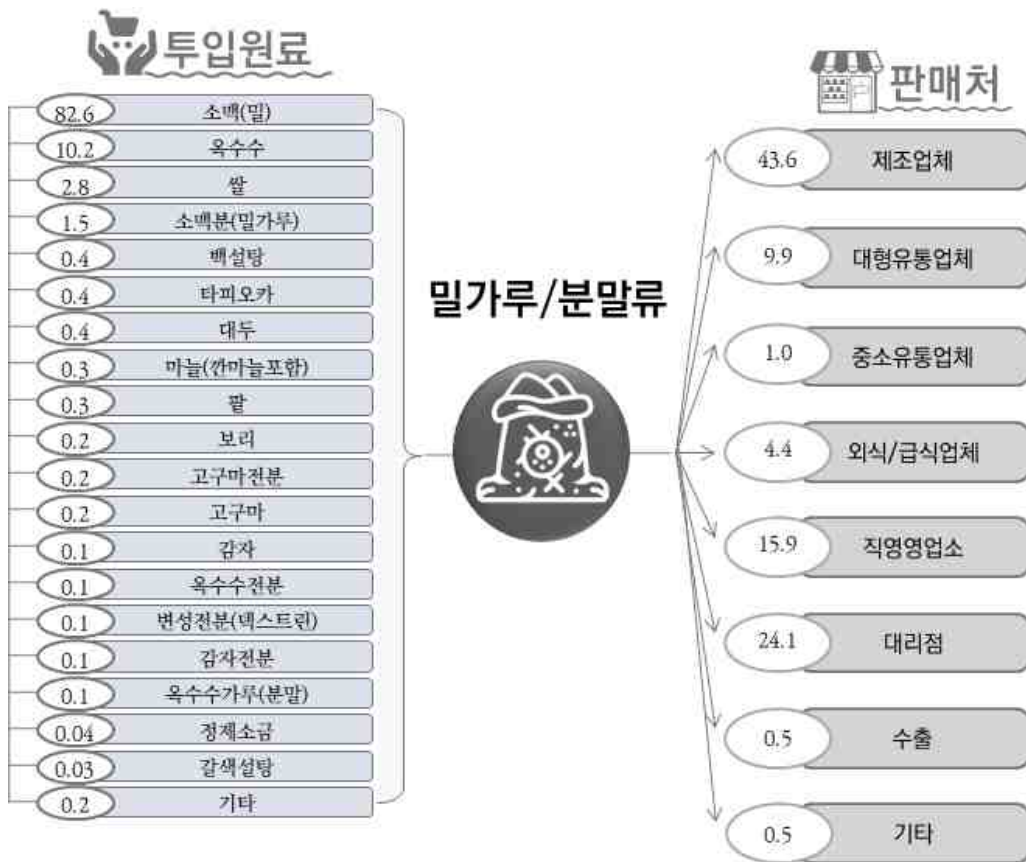 투입원료
82.6 소맥(밀)
10.2 옥수수
2.8 쌀
1.5 소맥분(밀가루)
0.4 백설탕
0.4 타피오카
0.4 대두
0.3 마늘(깐마늘포함)
0.3 팥
0.2 보리
0.2 고구마전분
0.2 고구마
0.1 감자
0.1 옥수수전분
0.1 변성전분(덱스트린)
0.1 감자전분
0.1 옥수수가루(분말)
0.04 정제소금
0.03 갈색설탕
0.2 기타
밀가루/분말류
판매처
43.6 제조업체
9.9 대형유통업체
1.0 중소유통업체
4.4 외식/급식업체
15.9 직영영업소
24.1 대리점
0.5 수출
0.5 기타